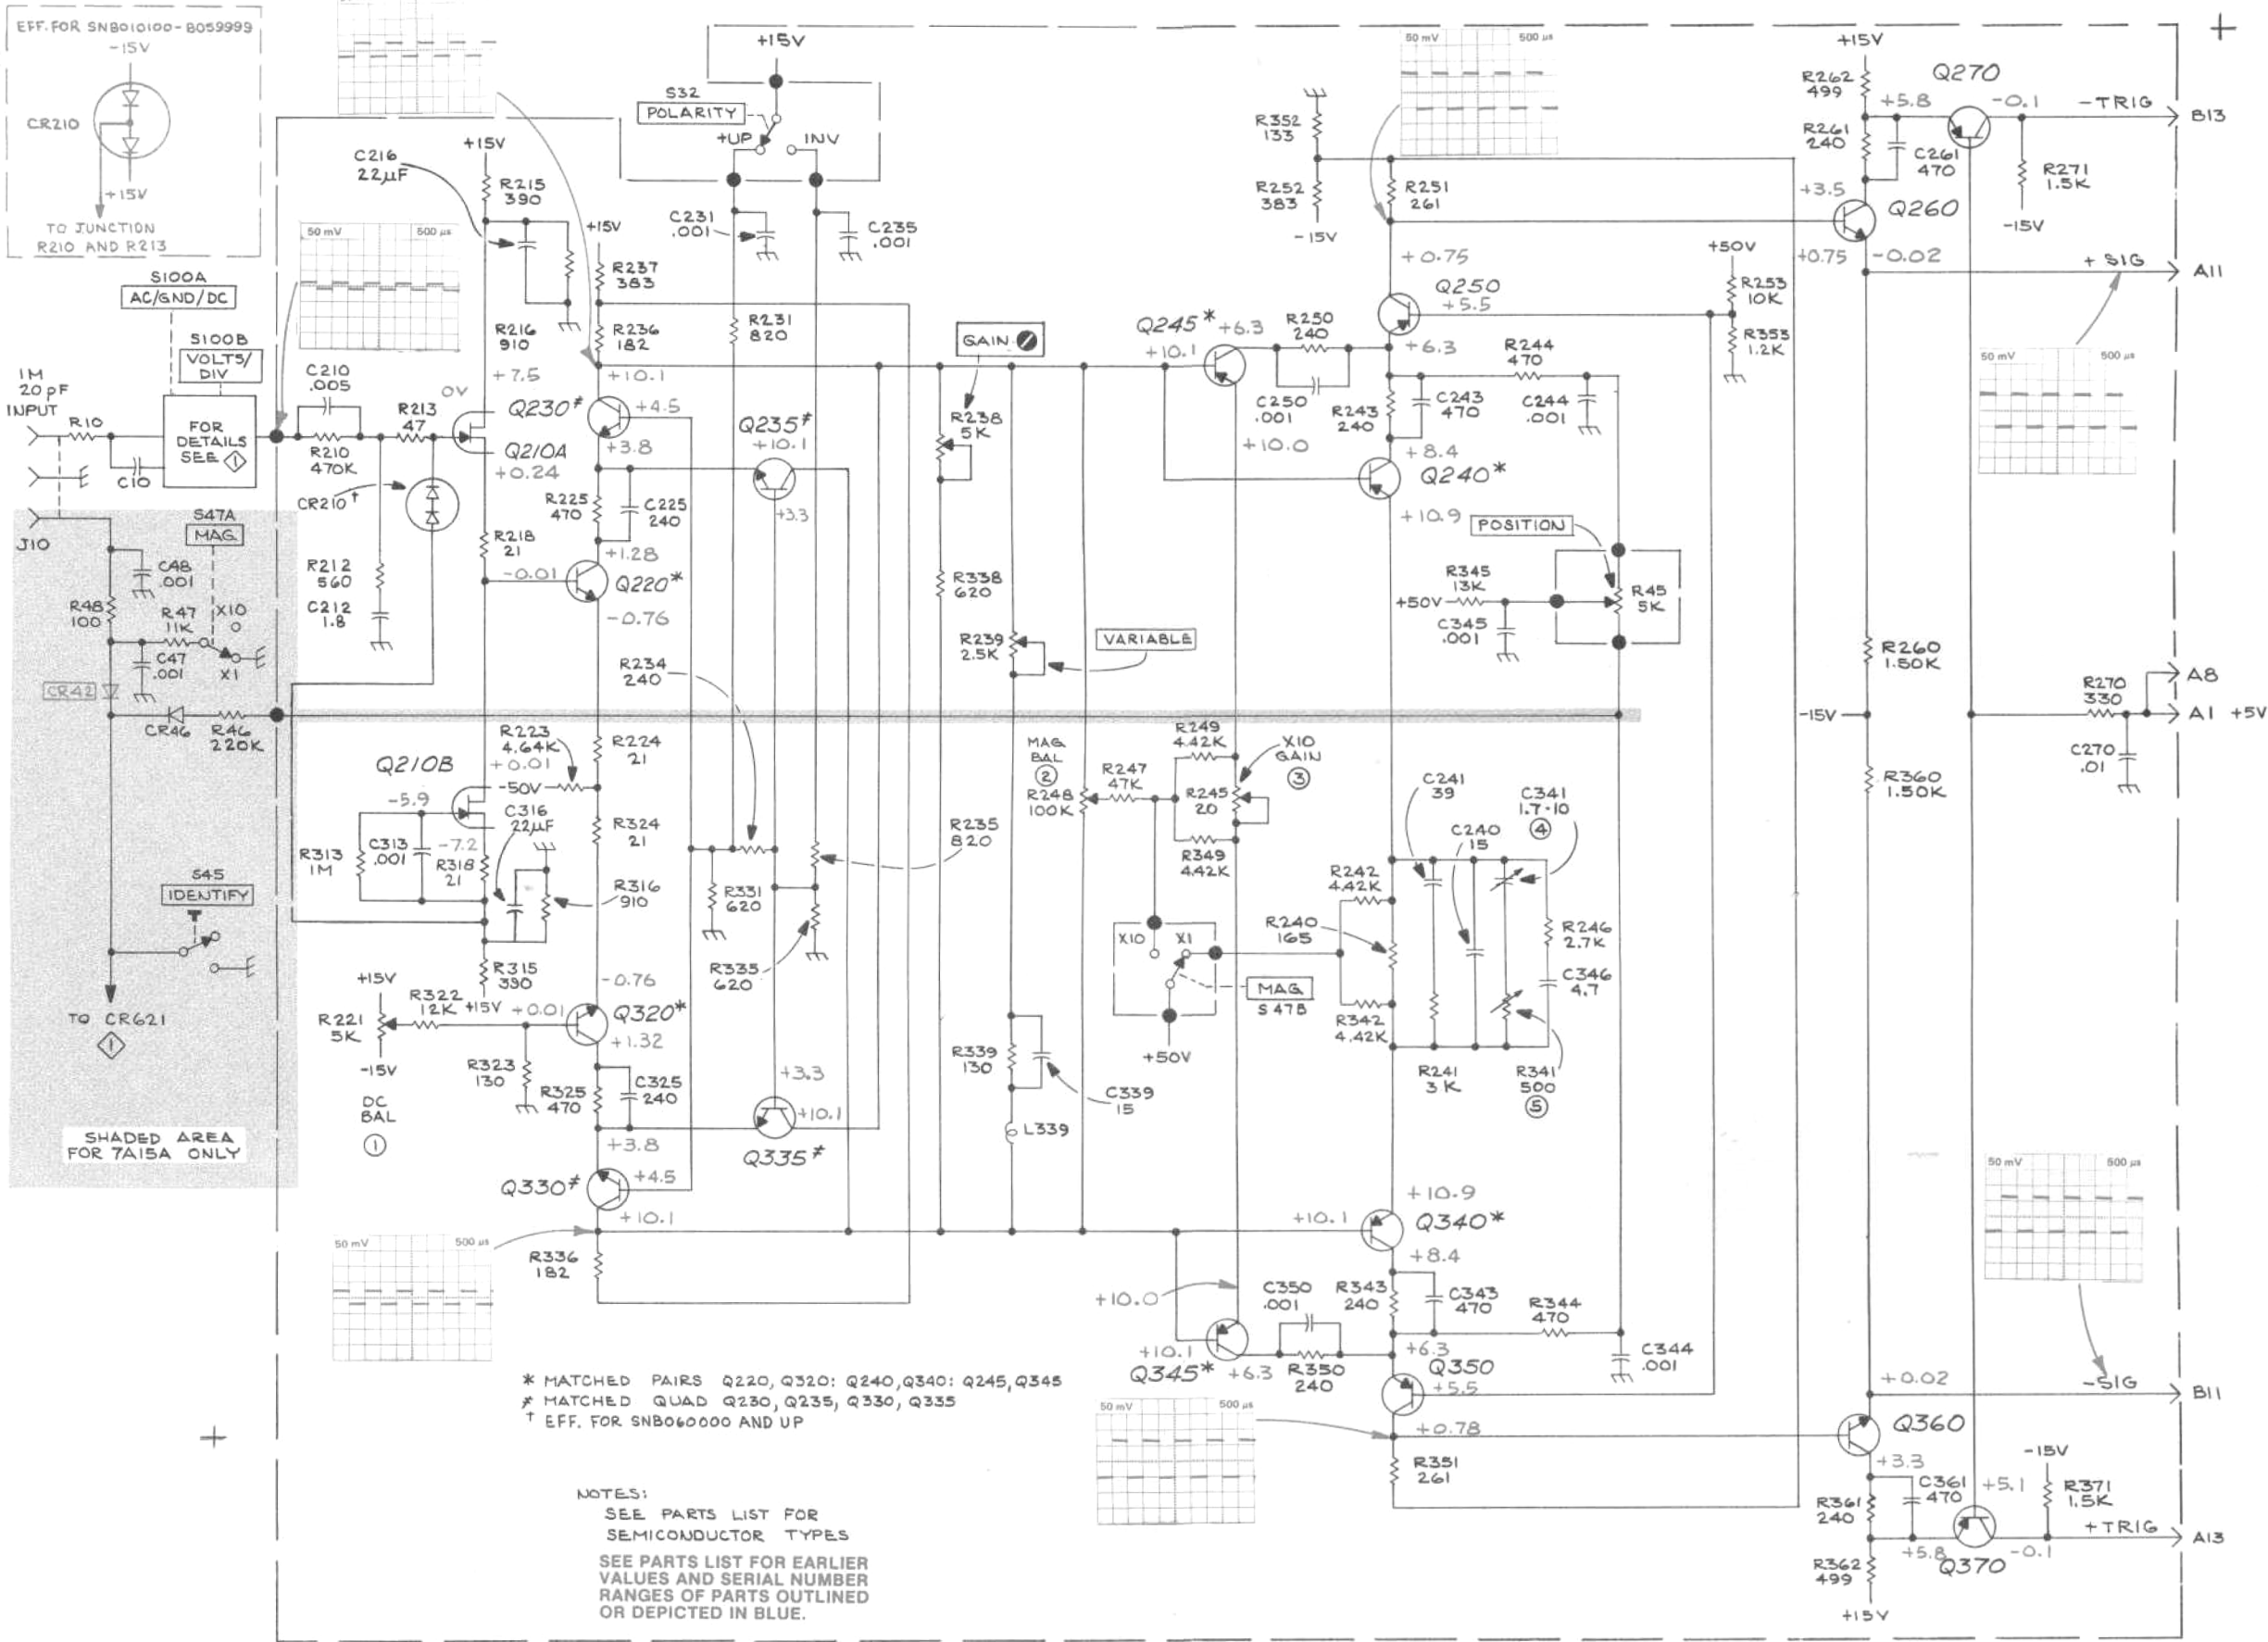 EFF. FOR SNB010100-B059999
-15V
CR210
+15V
TO JUNCTION
R210 AND R213
+15V
S32
POLARITY
+UP
INV
50 mV 500 µs
R352
133
R252
383
-15V
R251
261
+15V
R262
499
Q270
+5.8
-0.1
-TRIG
B13
R261
240
C261
470
R271
1.5K
-15V
+3.5
Q260
C216
22µF
+15V
R215
390
C231
.001
C235
.001
+15V
R237
383
R236
182
R231
820
50 mV 500 µs
S100A
AC/GND/DC
S100B
VOLTS/
DIV
+0.75
Q250
+5.5
+50V
R253
10K
R353
1.2K
+0.75
-0.02
+ SIG
A11
50 mV 500 µs
GAIN
Q245*
+6.3
+10.1
R250
240
C250
.001
+6.3
R244
470
R243
240
C243
470
C244
.001
+10.0
+8.4
Q240*
+10.9
1M
20 pF
INPUT
R10
C10
FOR
DETAILS
SEE 1
C210
.005
R210
470K
R213
47
0V
R216
910
+7.5
Q230≠
Q210A
+0.24
+10.1
+4.5
+3.8
Q235≠
+10.1
+3.3
R238
5K
CR210†
R225
470
C225
240
R218
21
+1.28
-0.01
Q220*
-0.76
J10
S47A
MAG
C48
.001
R48
100
R47
11K
X10
X1
C47
.001
CR42
CR46
R46
220K
R212
560
C212
1.8
R338
620
R239
2.5K
VARIABLE
POSITION
R345
13K
+50V
C345
.001
R45
5K
R234
240
R260
1.50K
-15V
R360
1.50K
R270
330
A8
A1 +5V
C270
.01
Q210B
R223
4.64K
+0.01
-50V
R224
21
-5.9
C316
22µF
R324
21
R313
1M
C313
.001
-7.2
R318
21
R316
910
R331
620
R335
620
R235
820
MAG
BAL
2
R248
100K
R247
47K
R249
4.42K
X10
GAIN
3
R245
20
R349
4.42K
C241
39
C240
15
C341
1.7-10
4
R242
4.42K
R240
165
R246
2.7K
C346
4.7
R342
4.42K
R241
3K
R341
500
5
X10 X1
MAG
S47B
+50V
S45
IDENTIFY
TO CR621
1
SHADED AREA
FOR 7A15A ONLY
R315
390
+15V
+15V
R221
5K
-15V
DC
BAL
1
R322
12K
+0.01
R323
130
-0.76
Q320*
+1.32
R325
470
C325
240
+3.8
+4.5
Q330≠
+10.1
+3.3
+10.1
Q335≠
R339
130
C339
15
L339
R336
182
50 mV 500 µs
+10.9
+10.1
Q340*
+8.4
+10.0
C350
.001
R343
240
C343
470
R344
470
+10.1
Q345*
+6.3
R350
240
+6.3
Q350
+5.5
C344
.001
+0.78
R351
261
50 mV 500 µs
50 mV 500 µs
+0.02
-SIG
B11
Q360
+3.3
C361
470
R361
240
-15V
R371
1.5K
+5.1
+TRIG
A13
+5.8
Q370
-0.1
R362
499
+15V
* MATCHED PAIRS Q220, Q320: Q240, Q340: Q245, Q345
≠ MATCHED QUAD Q230, Q235, Q330, Q335
† EFF. FOR SNB060000 AND UP
NOTES:
SEE PARTS LIST FOR
SEMICONDUCTOR TYPES
SEE PARTS LIST FOR EARLIER
VALUES AND SERIAL NUMBER
RANGES OF PARTS OUTLINED
OR DEPICTED IN BLUE.